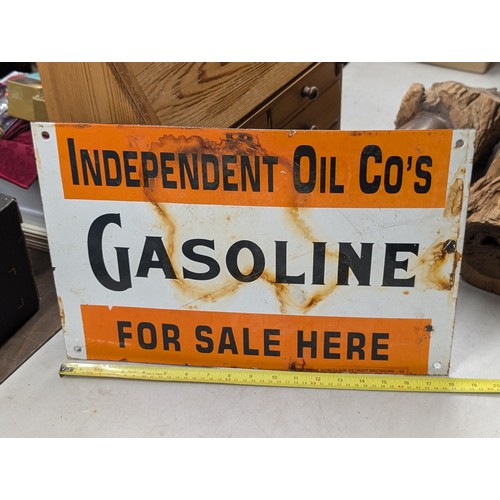 INDEPENDENT OIL CO'S
GASOLINE
FOR SALE HERE